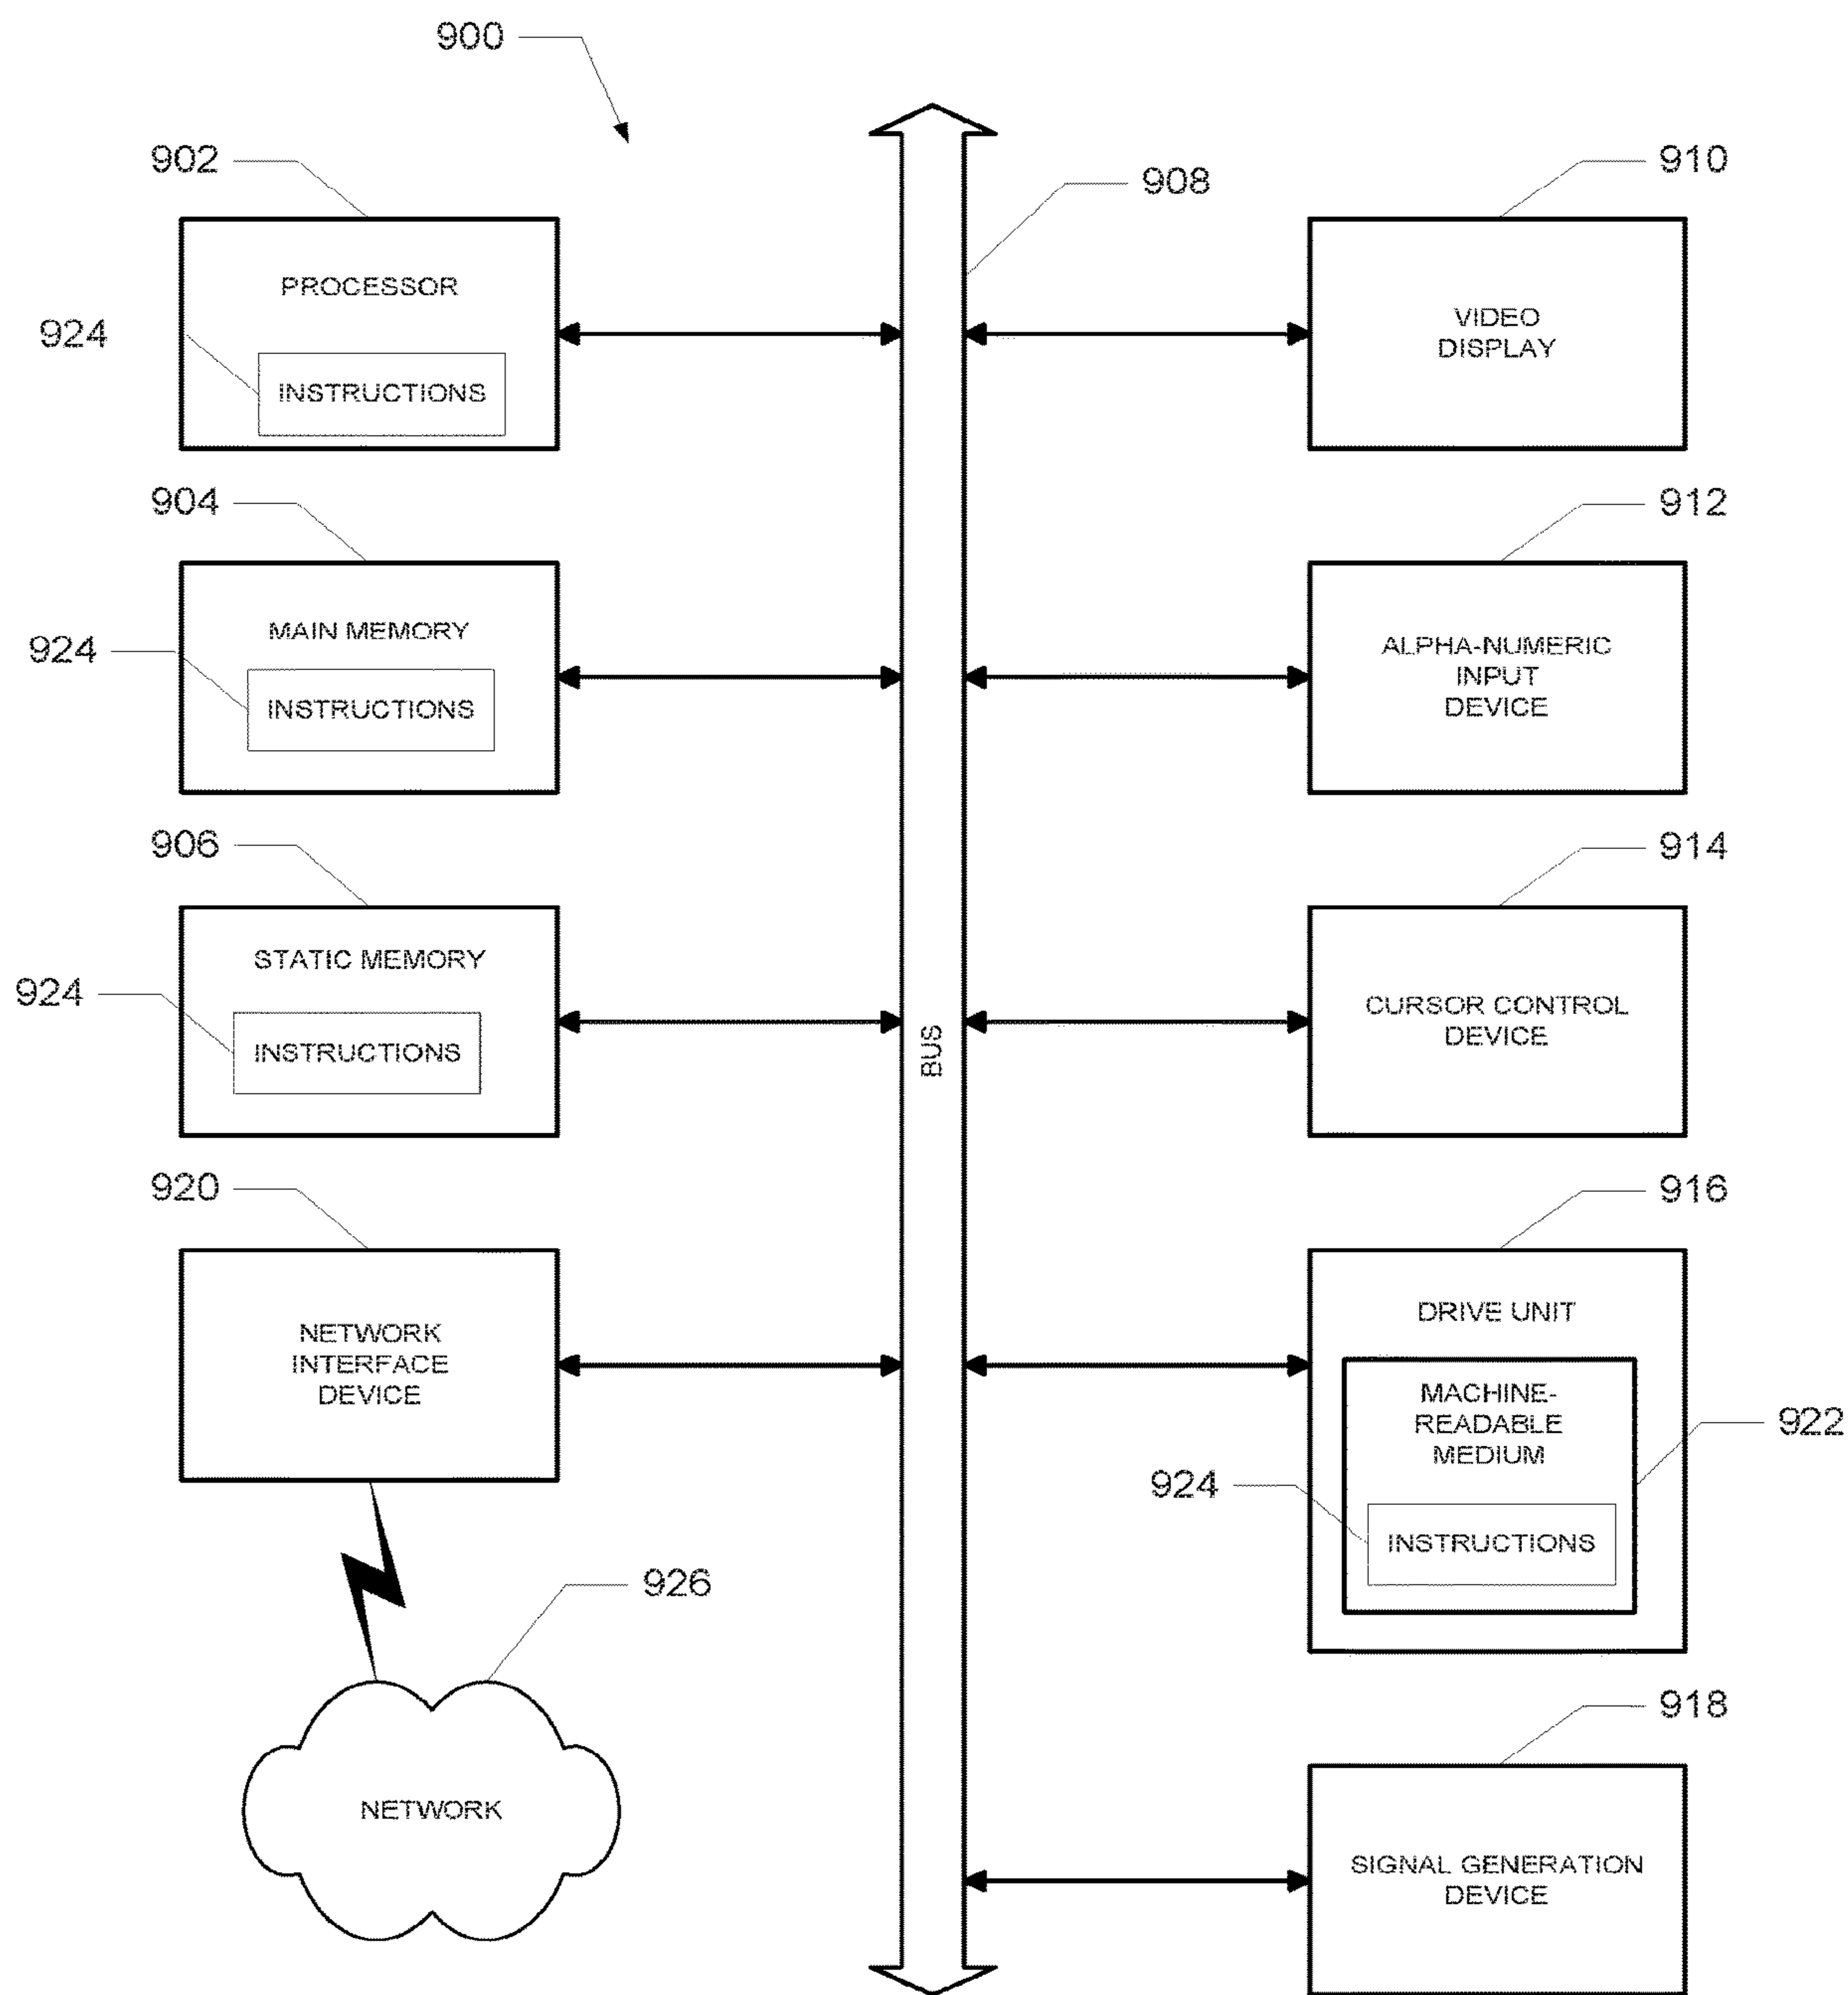 900
902
PROCESSOR
924
INSTRUCTIONS
904
MAIN MEMORY
924
INSTRUCTIONS
906
STATIC MEMORY
924
INSTRUCTIONS
920
NETWORK
INTERFACE
DEVICE
926
NETWORK
908
BUS
910
VIDEO
DISPLAY
912
ALPHA-NUMERIC
INPUT
DEVICE
914
CURSOR CONTROL
DEVICE
916
DRIVE UNIT
MACHINE-
READABLE
MEDIUM
922
924
INSTRUCTIONS
918
SIGNAL GENERATION
DEVICE